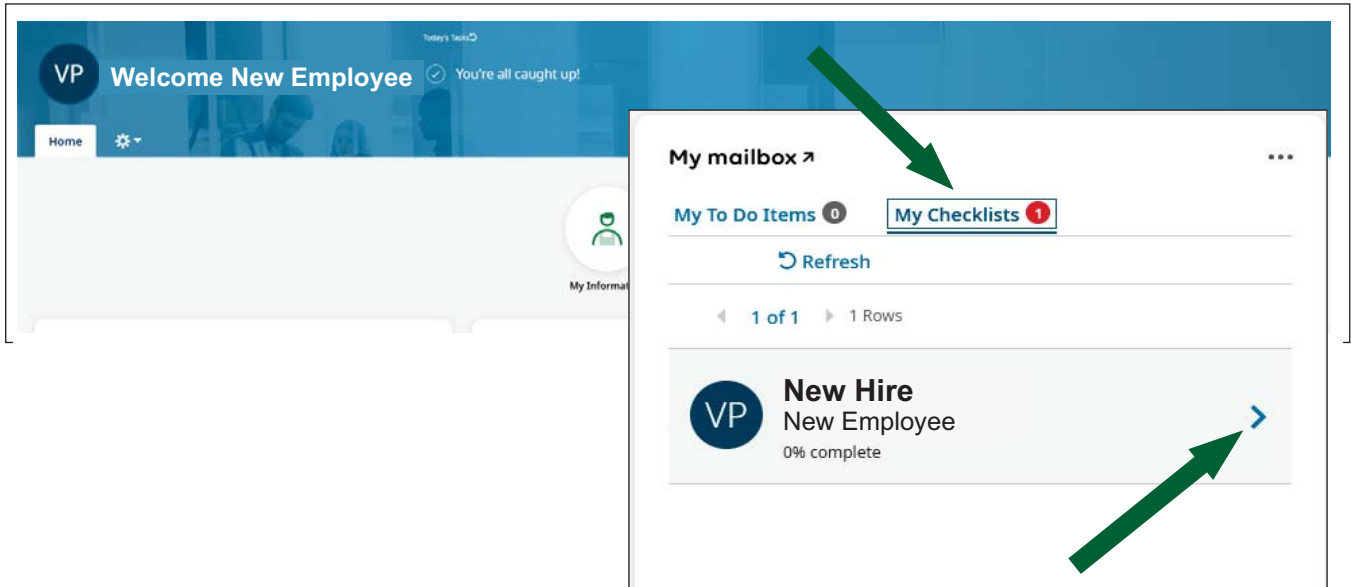 Today's Tasks
VP
Welcome New Employee
You're all caught up!
Home
My Informat
My mailbox
My To Do Items 0
My Checklists 1
Refresh
1 of 1
1 Rows
VP
New Hire
New Employee
0% complete